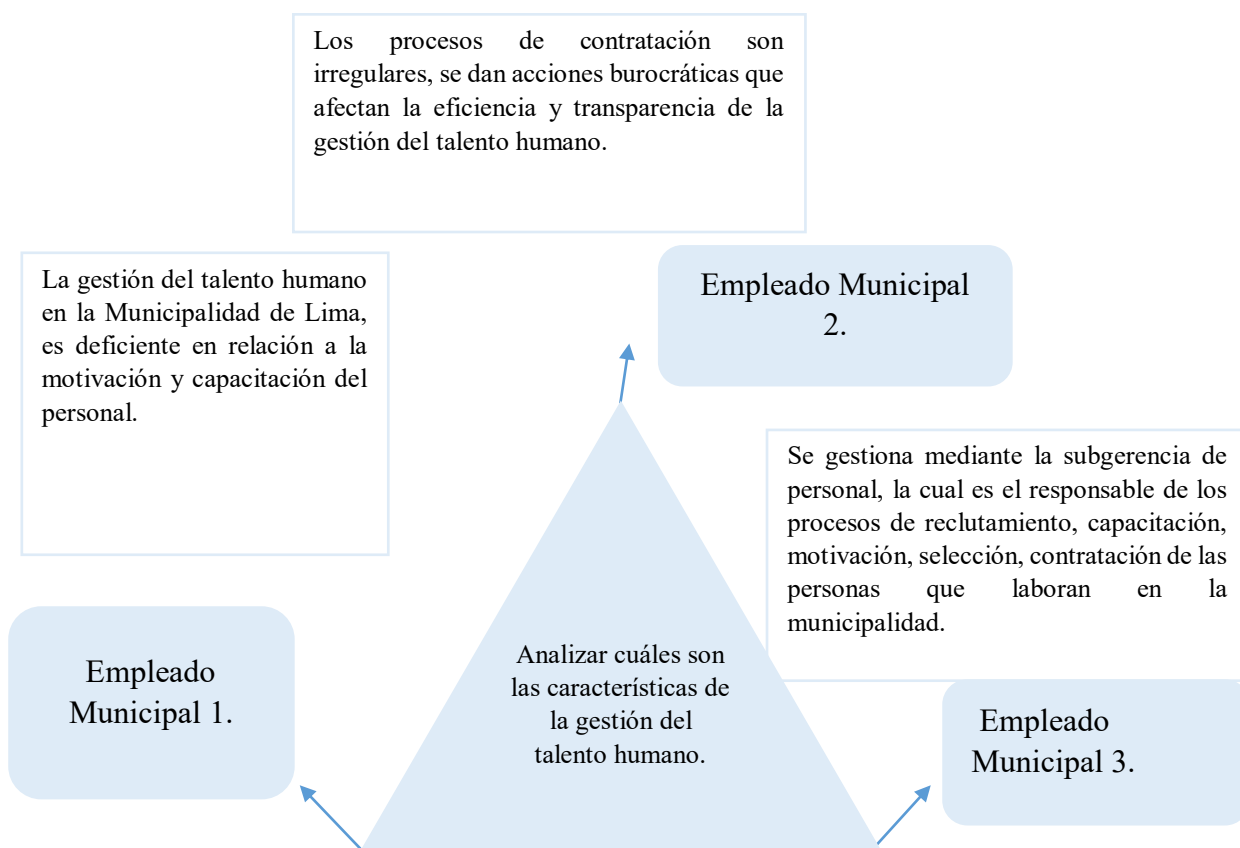 Los procesos de contratación son
irregulares, se dan acciones burocráticas que
afectan la eficiencia y transparencia de la
gestión del talento humano.
Empleado Municipal
2.
La gestión del talento humano
en la Municipalidad de Lima,
es deficiente en relación a la
motivación y capacitación del
personal.
Se gestiona mediante la subgerencia de
personal, la cual es el responsable de los
procesos de reclutamiento, capacitación,
motivación, selección, contratación de las
personas que laboran en la
municipalidad.
Empleado
Municipal 1.
Analizar cuáles son
las características de
la gestión del
talento humano.
Empleado
Municipal 3.